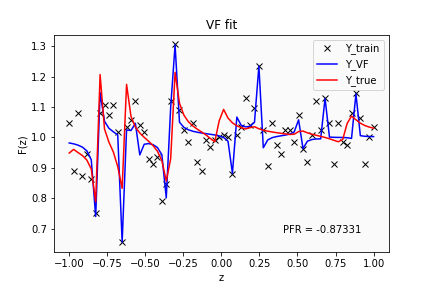 VF fit
Y_train
Y_VF
Y_true
1.3
1.2
1.1
1.0
0.9
0.8
0.7
F(z)
PFR = -0.87331
−1.00 −0.75 −0.50 −0.25 0.00 0.25 0.50 0.75 1.00
z